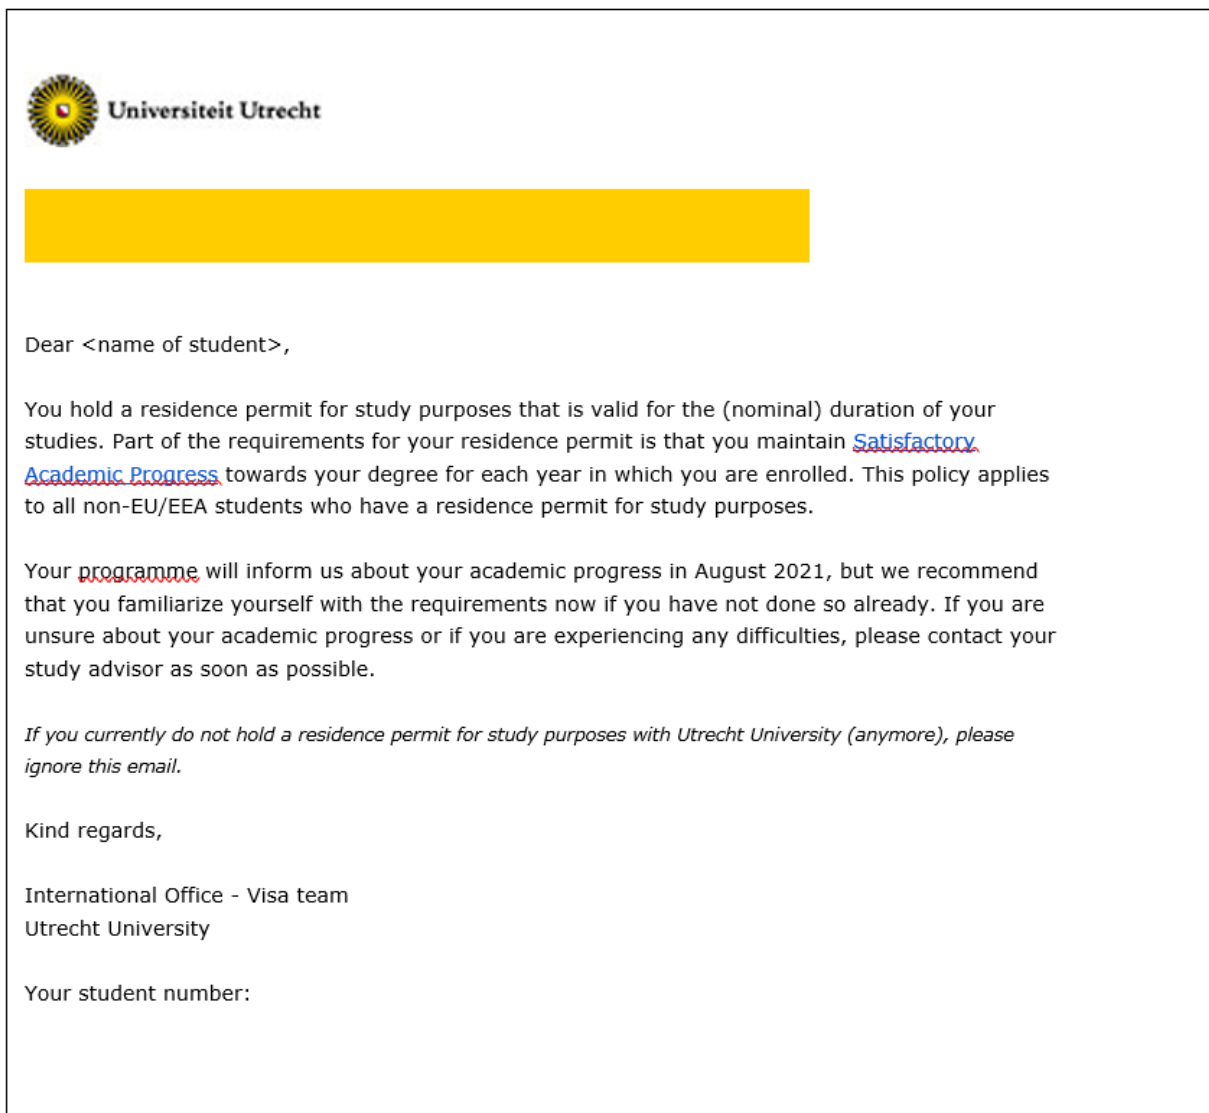 Universiteit Utrecht
Dear <name of student>,
You hold a residence permit for study purposes that is valid for the (nominal) duration of your
studies. Part of the requirements for your residence permit is that you maintain Satisfactory
Academic Progress towards your degree for each year in which you are enrolled. This policy applies
to all non-EU/EEA students who have a residence permit for study purposes.
Your programme will inform us about your academic progress in August 2021, but we recommend
that you familiarize yourself with the requirements now if you have not done so already. If you are
unsure about your academic progress or if you are experiencing any difficulties, please contact your
study advisor as soon as possible.
If you currently do not hold a residence permit for study purposes with Utrecht University (anymore), please
ignore this email.
Kind regards,
International Office - Visa team
Utrecht University
Your student number: